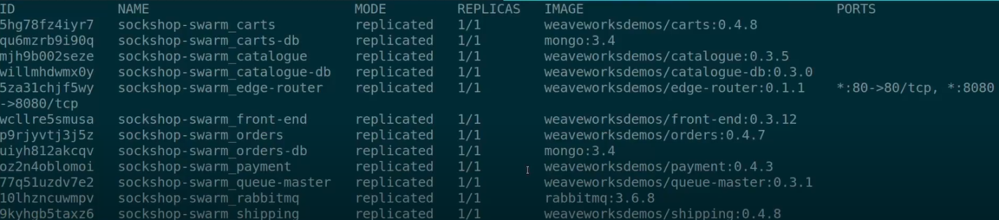 ID NAME MODE REPLICAS IMAGE PORTS
5hg78fz4iyr7 sockshop-swarm_carts replicated 1/1 weaveworksdemos/carts:0.4.8
qu6mzrb9i90q sockshop-swarm_carts-db replicated 1/1 mongo:3.4
mjh9b002seze sockshop-swarm_catalogue replicated 1/1 weaveworksdemos/catalogue:0.3.5
willmhdwmx0y sockshop-swarm_catalogue-db replicated 1/1 weaveworksdemos/catalogue-db:0.3.0
5za31chjf5wy sockshop-swarm_edge-router replicated 1/1 weaveworksdemos/edge-router:0.1.1 *:80->80/tcp, *:8080
->8080/tcp
wcllre5smusa sockshop-swarm_front-end replicated 1/1 weaveworksdemos/front-end:0.3.12
p9rjyvtj3j5z sockshop-swarm_orders replicated 1/1 weaveworksdemos/orders:0.4.7
uiyh812akcqv sockshop-swarm_orders-db replicated 1/1 mongo:3.4
oz2n4oblomoi sockshop-swarm_payment replicated 1/1 weaveworksdemos/payment:0.4.3
77q51uzdv7e2 sockshop-swarm_queue-master replicated 1/1 weaveworksdemos/queue-master:0.3.1
10lhzncuwmpv sockshop-swarm_rabbitmq replicated 1/1 rabbitmq:3.6.8
9kyhgb5taxz6 sockshop-swarm_shipping replicated 1/1 weaveworksdemos/shipping:0.4.8